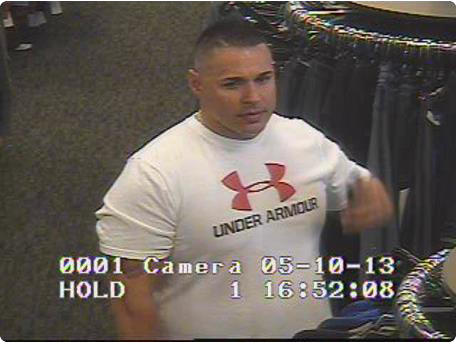 UNDER ARMOUR
0001 Camera 05-10-13
HOLD 1 16:52:08